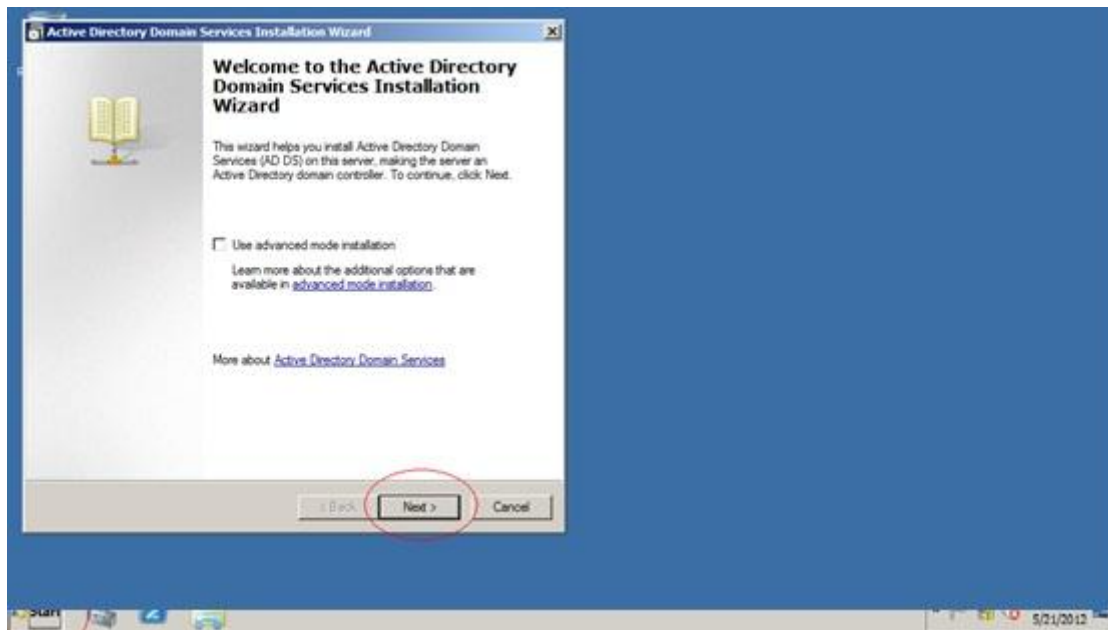 Active Directory Domain Services Installation Wizard
Welcome to the Active Directory
Domain Services Installation
Wizard
This wizard helps you install Active Directory Domain
Services (AD DS) on this server, making the server an
Active Directory domain controller. To continue, click Next.
Use advanced mode installation
Learn more about the additional options that are
available in advanced mode installation.
More about Active Directory Domain Services
< Back
Next >
Cancel
Start
5/21/2012